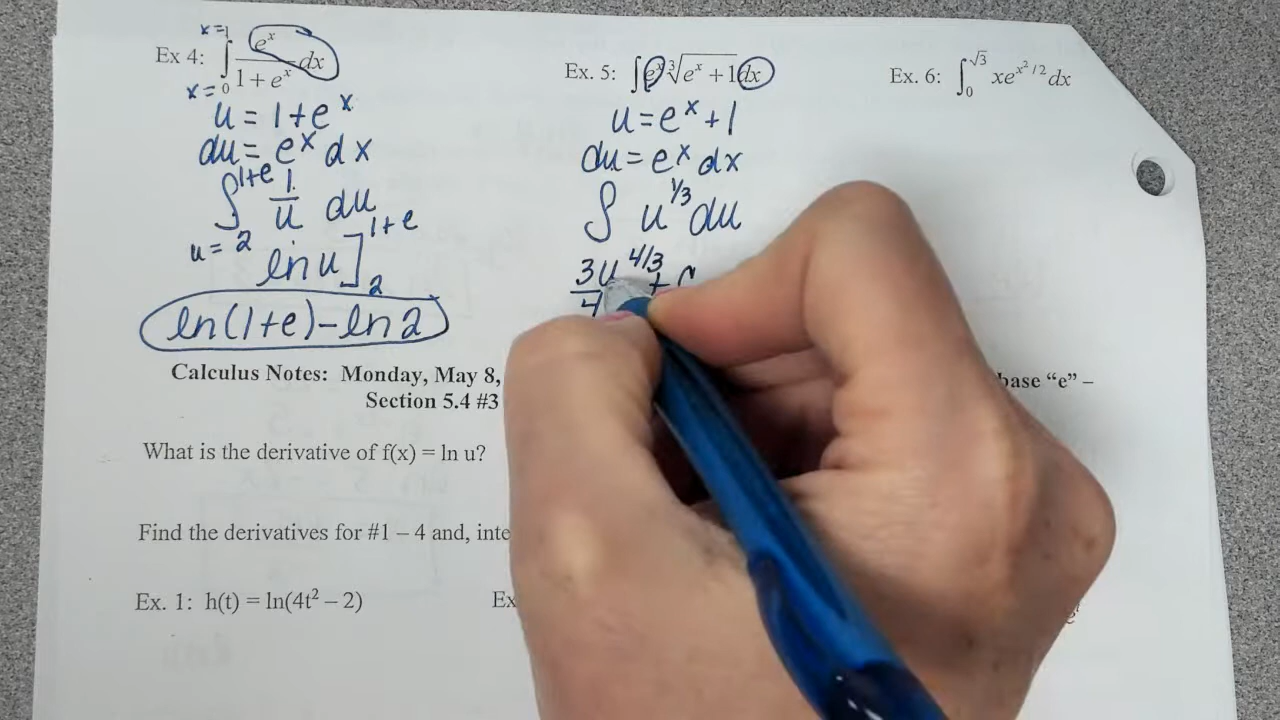 Ex 4: ∫ x=0 x=1 e^x / 1 + e^x dx
u = 1+e^x
du = e^x dx
∫ u=2 1+e 1/u du
ln u ] 2 1+e
ln(1+e) – ln 2
Ex. 5: ∫ e^x ∛(e^x + 1) dx
u = e^x + 1
du = e^x dx
∫ u^1/3 du
3u^4/3 / 4 +
Ex. 6: ∫ 0 √3 xe^x²/2 dx
Calculus Notes: Monday, May 8, base “e” –
Section 5.4 #3
What is the derivative of f(x) = ln u?
Find the derivatives for #1 – 4 and,
Ex. 1: h(t) = ln(4t² – 2)